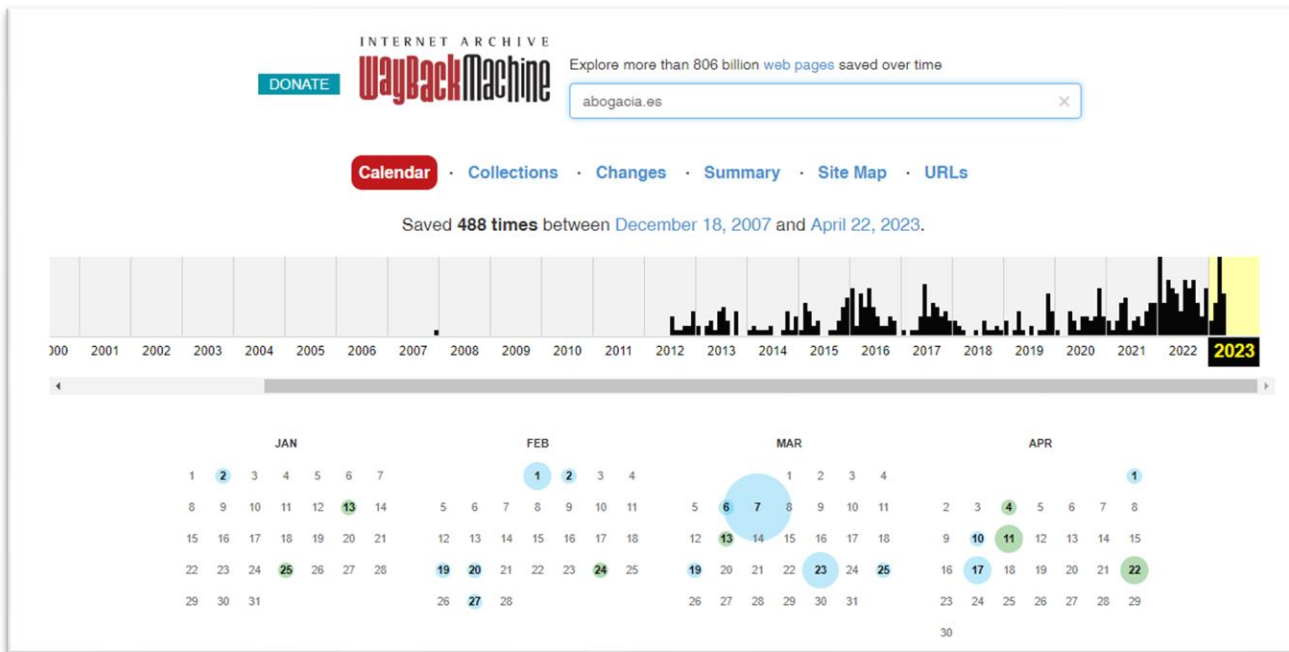 INTERNET ARCHIVE
WayBackMachine
DONATE
Explore more than 806 billion web pages saved over time
abogacia.es ×
Calendar · Collections · Changes · Summary · Site Map · URLs
Saved 488 times between December 18, 2007 and April 22, 2023.
00 2001 2002 2003 2004 2005 2006 2007 2008 2009 2010 2011 2012 2013 2014 2015 2016 2017 2018 2019 2020 2021 2022 2023
JAN
1 2 3 4 5 6 7
8 9 10 11 12 13 14
15 16 17 18 19 20 21
22 23 24 25 26 27 28
29 30 31
FEB
1 2 3 4
5 6 7 8 9 10 11
12 13 14 15 16 17 18
19 20 21 22 23 24 25
26 27 28
MAR
1 2 3 4
5 6 7 8 9 10 11
12 13 14 15 16 17 18
19 20 21 22 23 24 25
26 27 28 29 30 31
APR
1
2 3 4 5 6 7 8
9 10 11 12 13 14 15
16 17 18 19 20 21 22
23 24 25 26 27 28 29
30